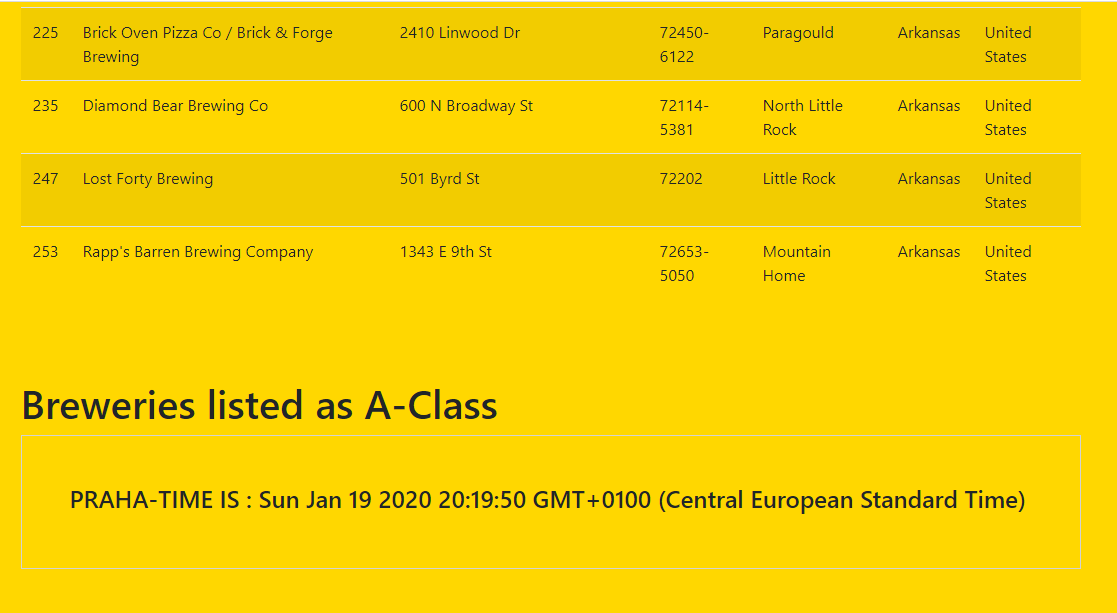 225 Brick Oven Pizza Co / Brick & Forge 2410 Linwood Dr 72450- Paragould Arkansas United
Brewing 6122 States
235 Diamond Bear Brewing Co 600 N Broadway St 72114- North Little Arkansas United
5381 Rock States
247 Lost Forty Brewing 501 Byrd St 72202 Little Rock Arkansas United
States
253 Rapp's Barren Brewing Company 1343 E 9th St 72653- Mountain Arkansas United
5050 Home States
Breweries listed as A-Class
PRAHA-TIME IS : Sun Jan 19 2020 20:19:50 GMT+0100 (Central European Standard Time)